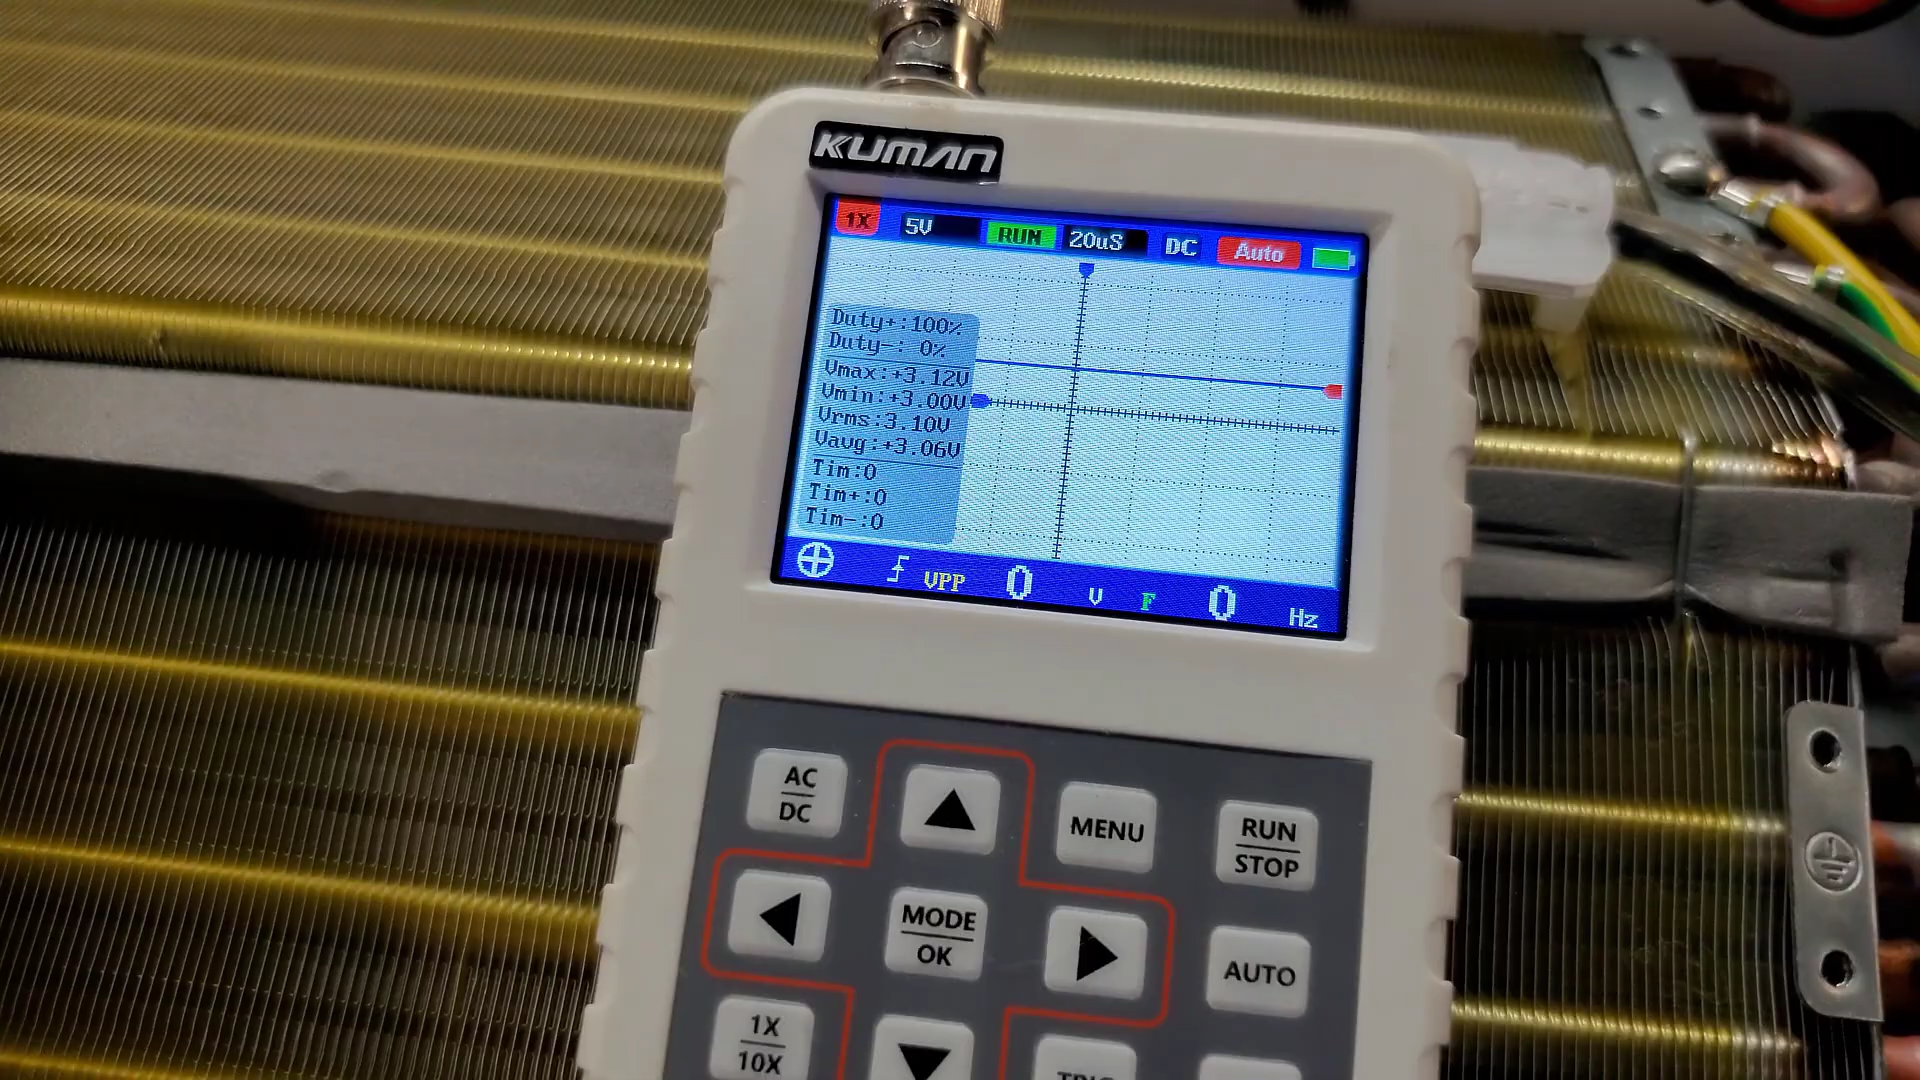 KUMAN
1X 5V RUN 20uS DC Auto
Duty+:100%
Duty-: 0%
Vmax:+3.12V
Vmin:+3.00V
Vrms:3.10V
Vavg:+3.06V
Tim:0
Tim+:0
Tim-:0
VPP 0 V F 0 Hz
AC
DC
MENU
RUN
STOP
MODE
OK
AUTO
1X
10X